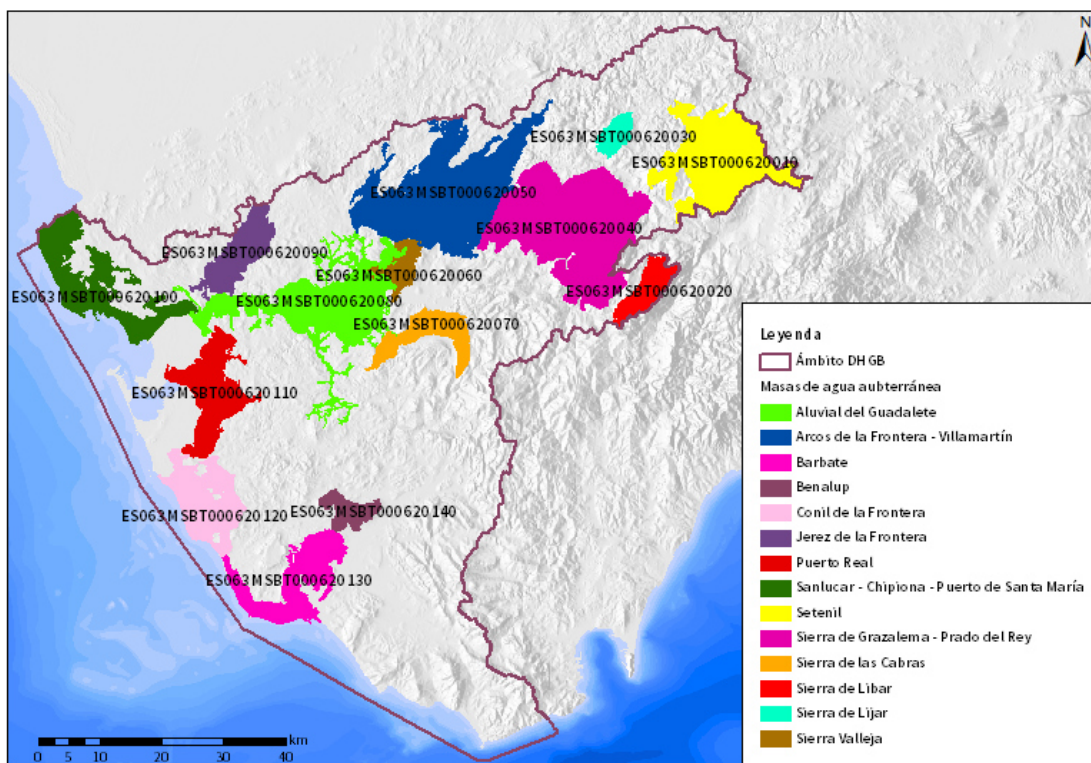 N
ES063MSBT000620030
ES063MSBT000620010
ES063MSBT000620050
ES063MSBT000620040
ES063MSBT000620090
ES063MSBT000620060
ES063MSBT000620020
ES063MSBT000620100
ES063MSBT000620080
ES063MSBT000620070
ES063MSBT000620110
ES063MSBT000620120
ES063MSBT000620140
ES063MSBT000620130
Leyenda
Ámbito DHGB
Masas de agua aubterránea
Aluvial del Guadalete
Arcos de la Frontera - Villamartín
Barbate
Benalup
Conil de la Frontera
Jerez de la Frontera
Puerto Real
Sanlucar - Chipiona - Puerto de Santa María
Setenil
Sierra de Grazalema - Prado del Rey
Sierra de las Cabras
Sierra de Líbar
Sierra de Líjar
Sierra Valleja
km
0 5 10 20 30 40